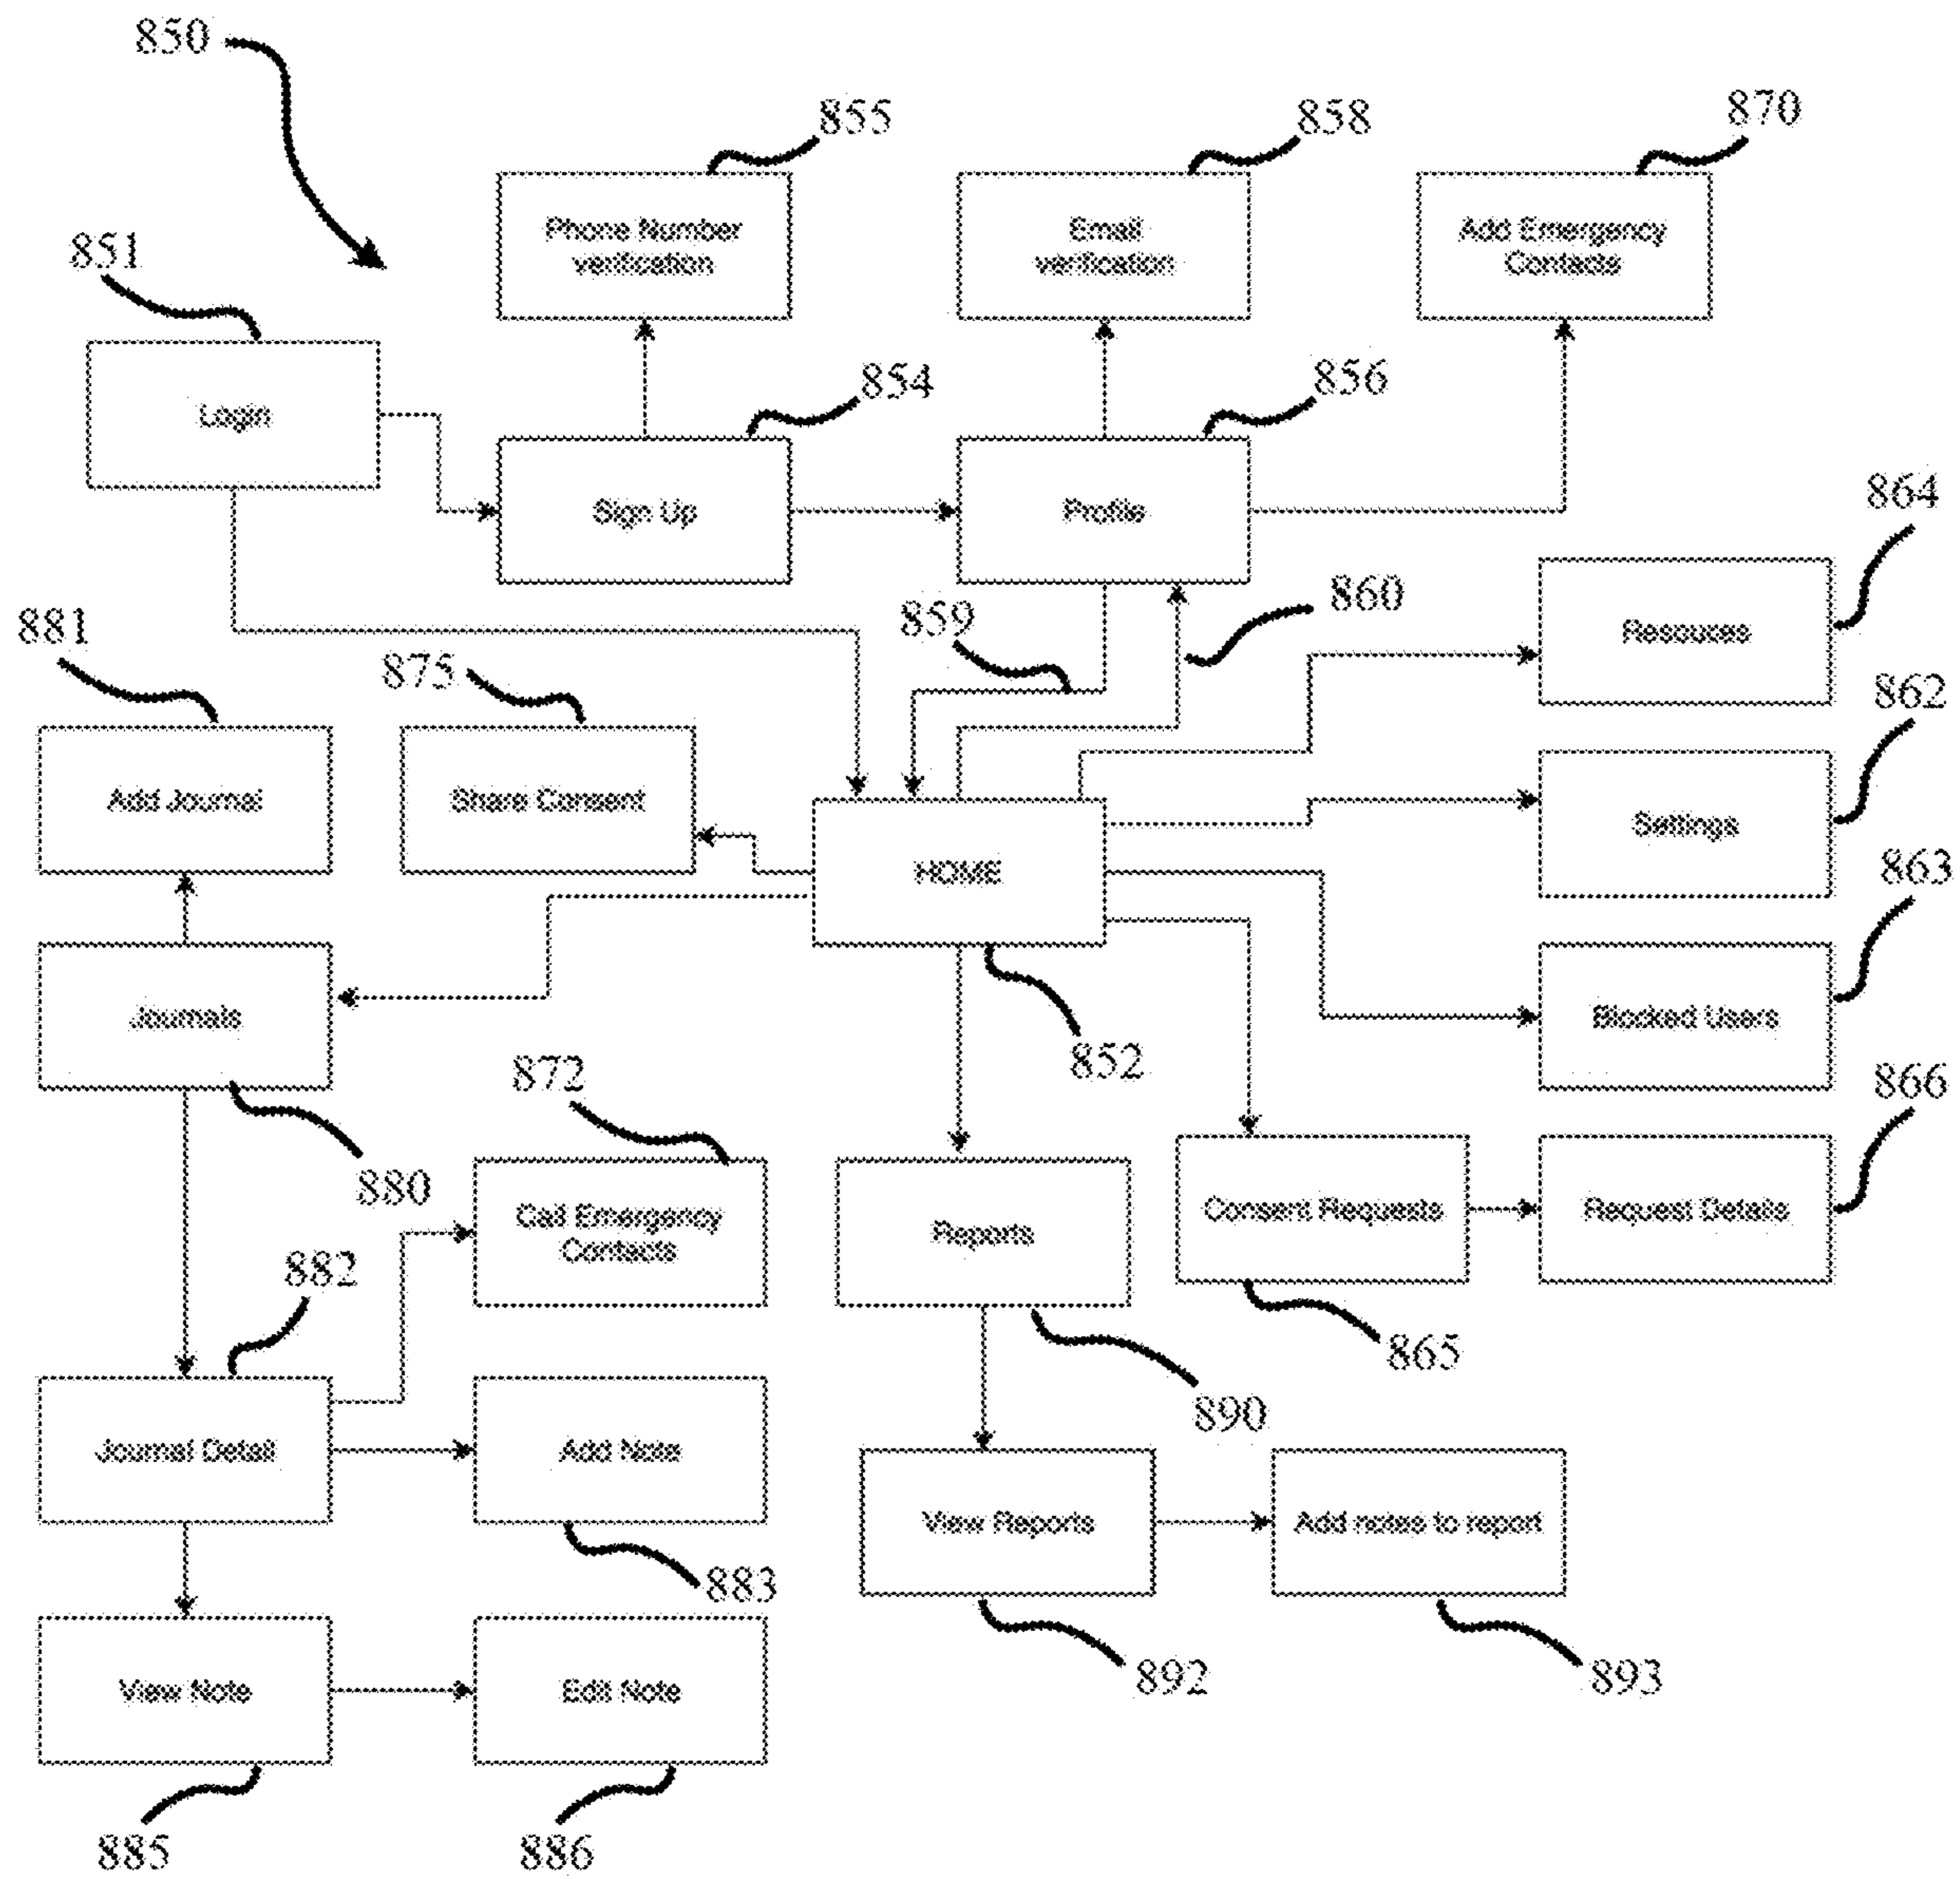 850
855
858
870
851
Phone Number
verification
Email
verification
Add Emergency
Contacts
Login
854
856
Sign Up
Profile
864
881
875
859
860
Resouces
862
Add Journal
Share Consent
HOME
Settings
863
Journals
852
Blocked Users
872
866
880
Call Emergency
Contacts
Reports
Consent Requests
Request Details
882
865
890
Journal Detail
Add Note
View Reports
Add notes to report
883
892
893
View Note
Edit Note
885
886